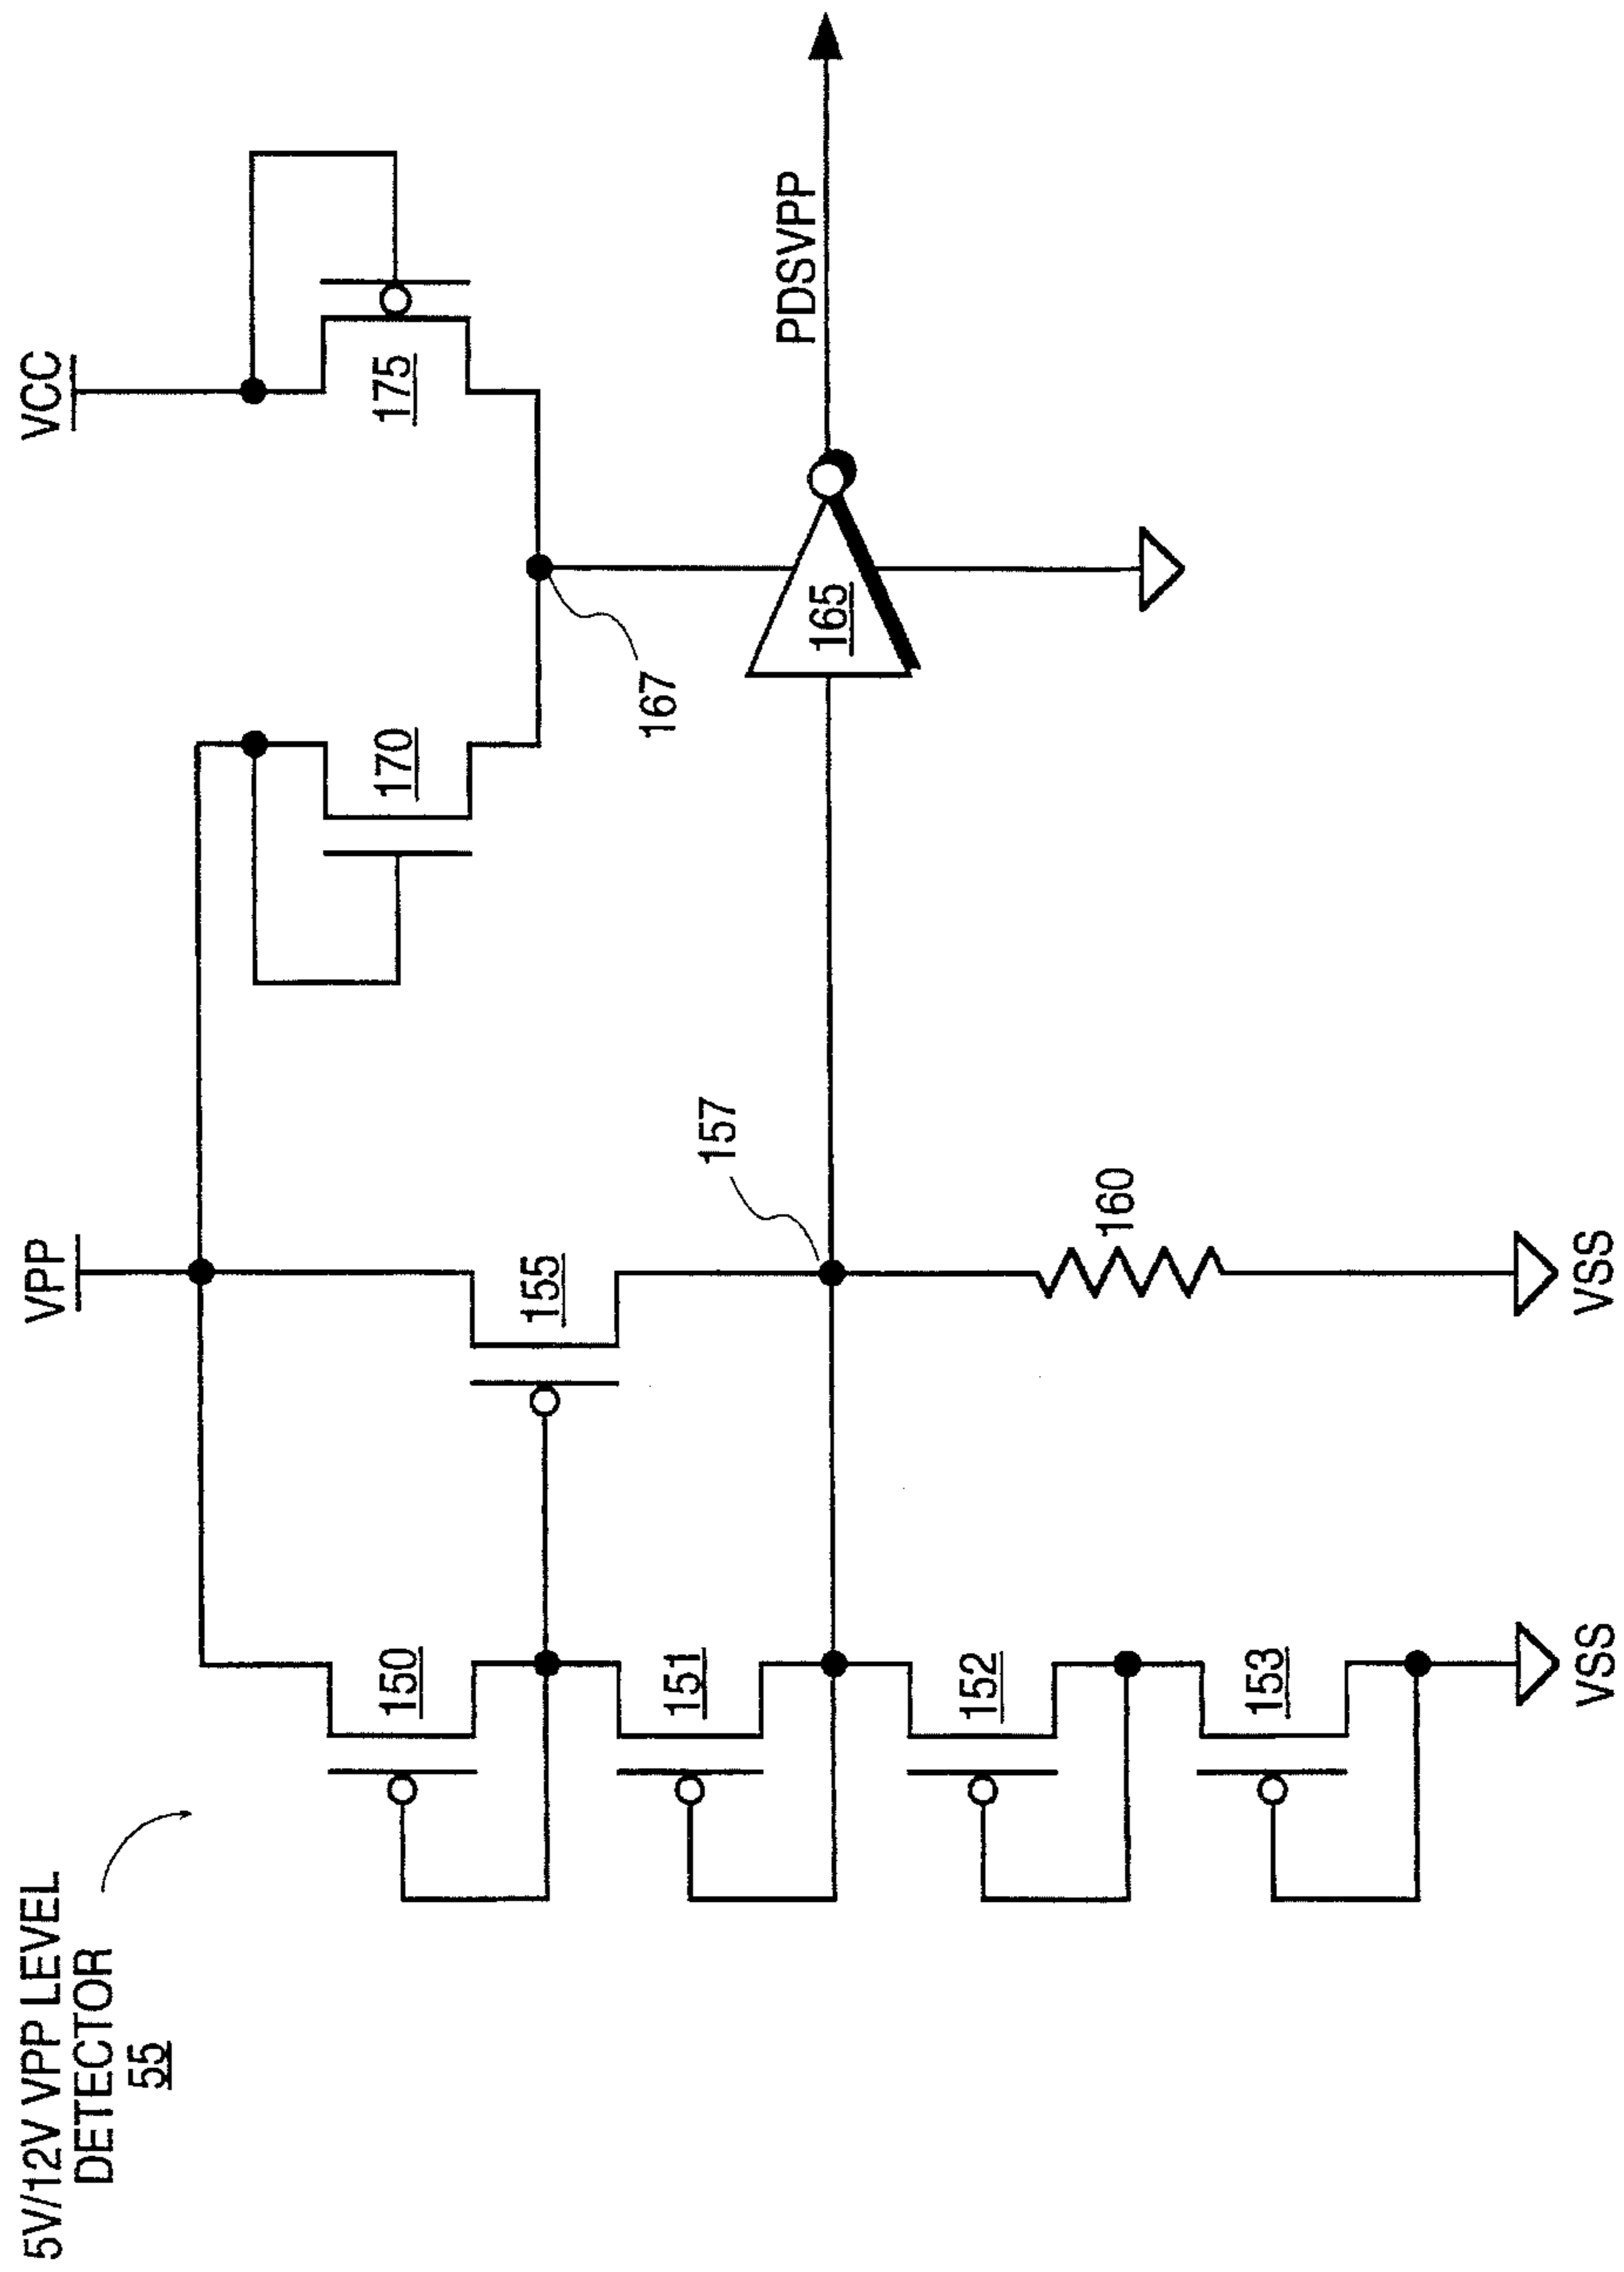 5V/12V VPP LEVEL
DETECTOR
55
VPP
VCC
150
151
152
153
VSS
155
157
160
VSS
170
175
167
165
PDSVPP